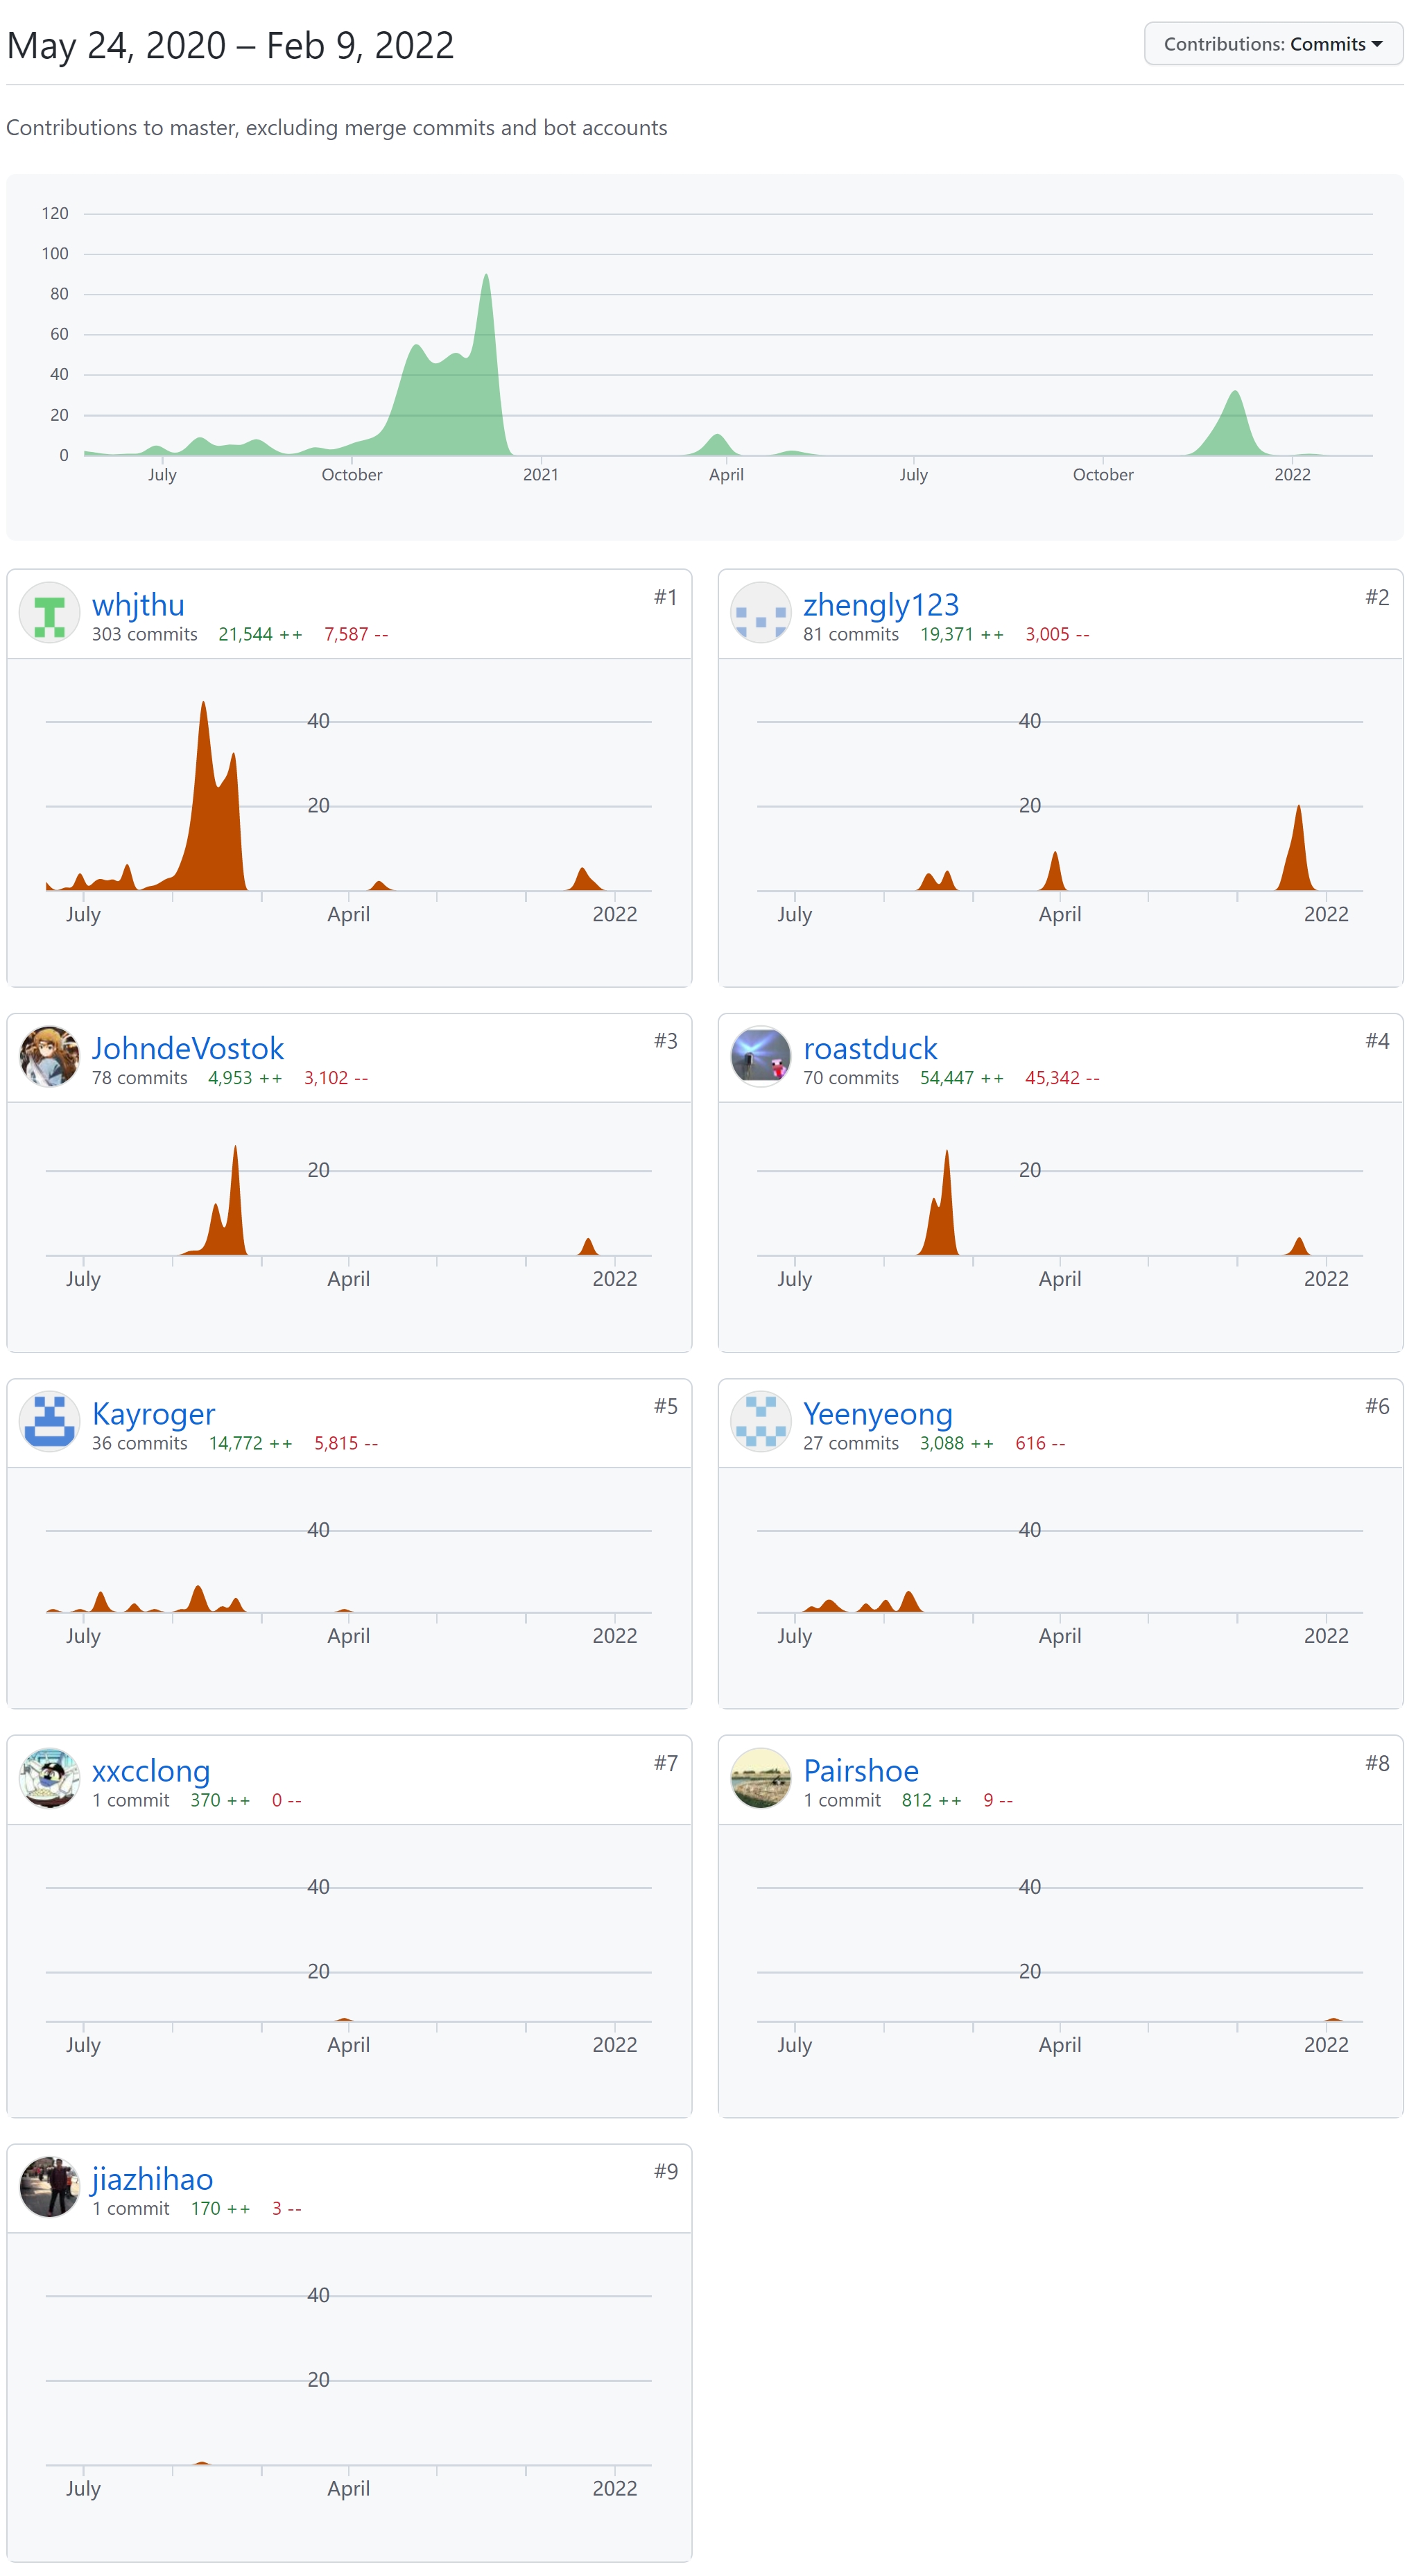 May 24, 2020 – Feb 9, 2022
Contributions: Commits
Contributions to master, excluding merge commits and bot accounts
120
100
80
60
40
20
0
July October 2021 April July October 2022
whjthu #1
303 commits 21,544 ++ 7,587 --
40
20
July April 2022
zhengly123 #2
81 commits 19,371 ++ 3,005 --
40
20
July April 2022
JohndeVostok #3
78 commits 4,953 ++ 3,102 --
20
July April 2022
roastduck #4
70 commits 54,447 ++ 45,342 --
20
July April 2022
Kayroger #5
36 commits 14,772 ++ 5,815 --
40
July April 2022
Yeenyeong #6
27 commits 3,088 ++ 616 --
40
July April 2022
xxcclong #7
1 commit 370 ++ 0 --
40
20
July April 2022
Pairshoe #8
1 commit 812 ++ 9 --
40
20
July April 2022
jiazhihao #9
1 commit 170 ++ 3 --
40
20
July April 2022